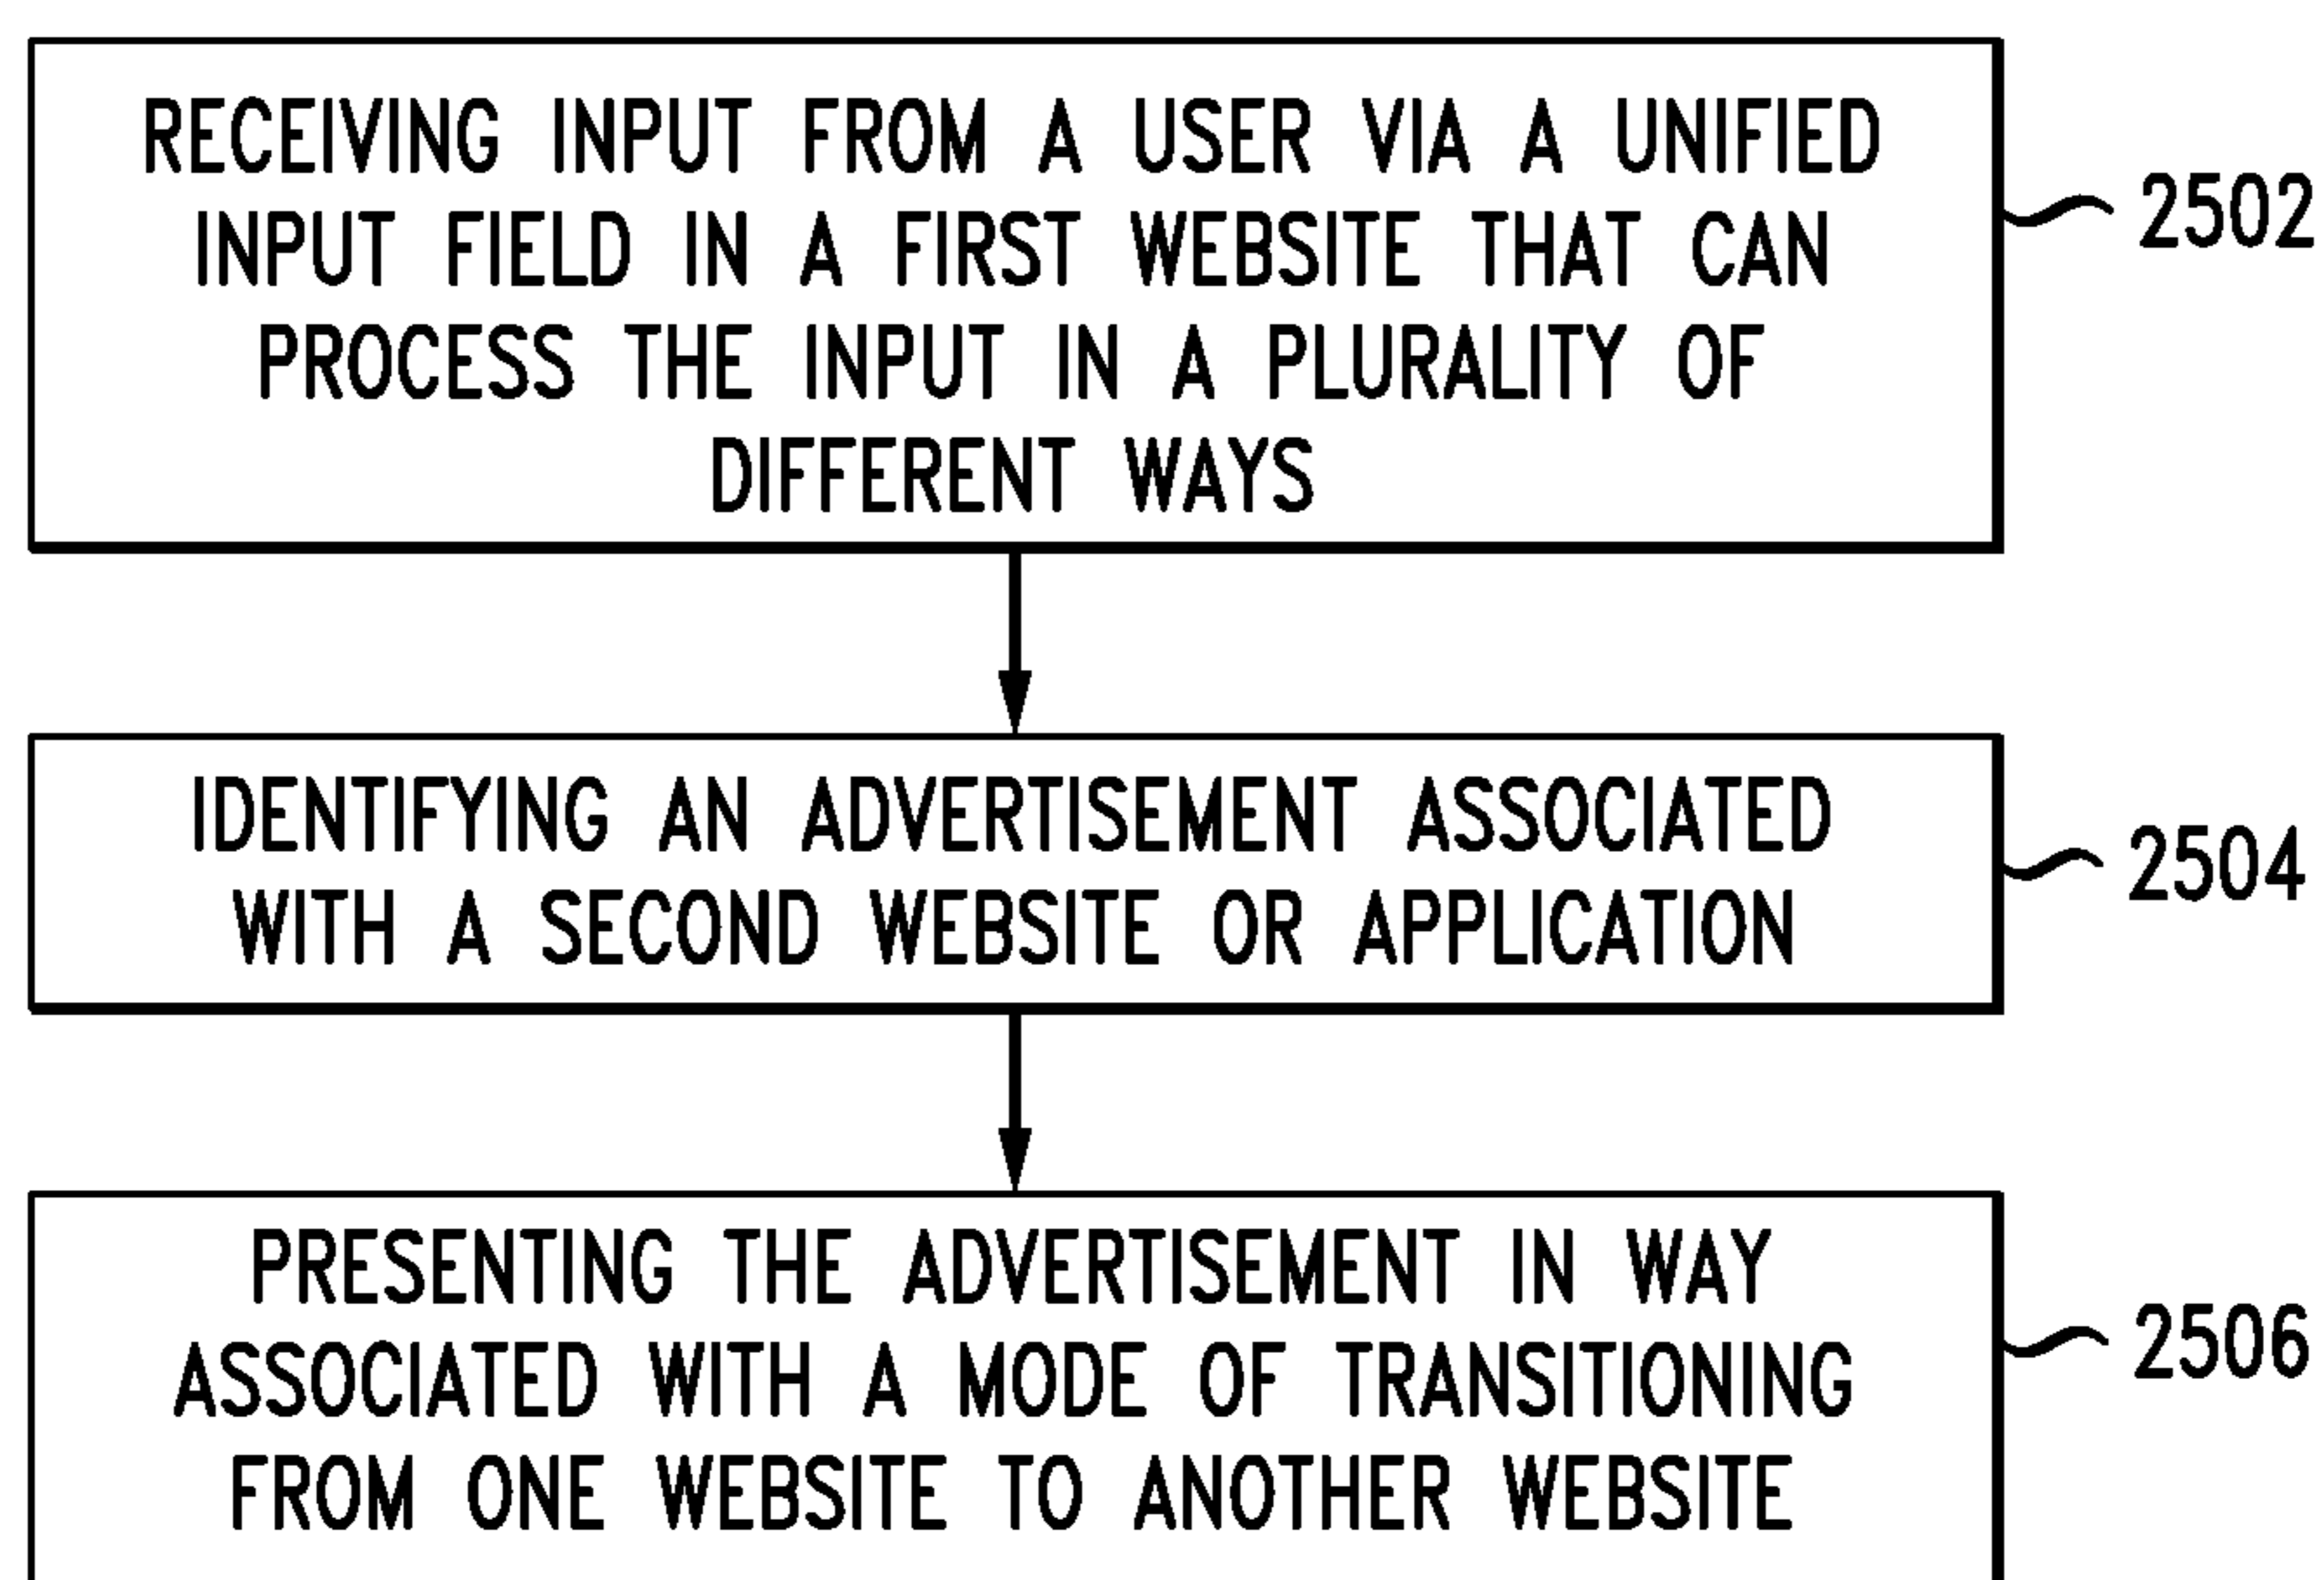 RECEIVING INPUT FROM A USER VIA A UNIFIED
INPUT FIELD IN A FIRST WEBSITE THAT CAN
PROCESS THE INPUT IN A PLURALITY OF
DIFFERENT WAYS
2502
IDENTIFYING AN ADVERTISEMENT ASSOCIATED
WITH A SECOND WEBSITE OR APPLICATION
2504
PRESENTING THE ADVERTISEMENT IN WAY
ASSOCIATED WITH A MODE OF TRANSITIONING
FROM ONE WEBSITE TO ANOTHER WEBSITE
2506